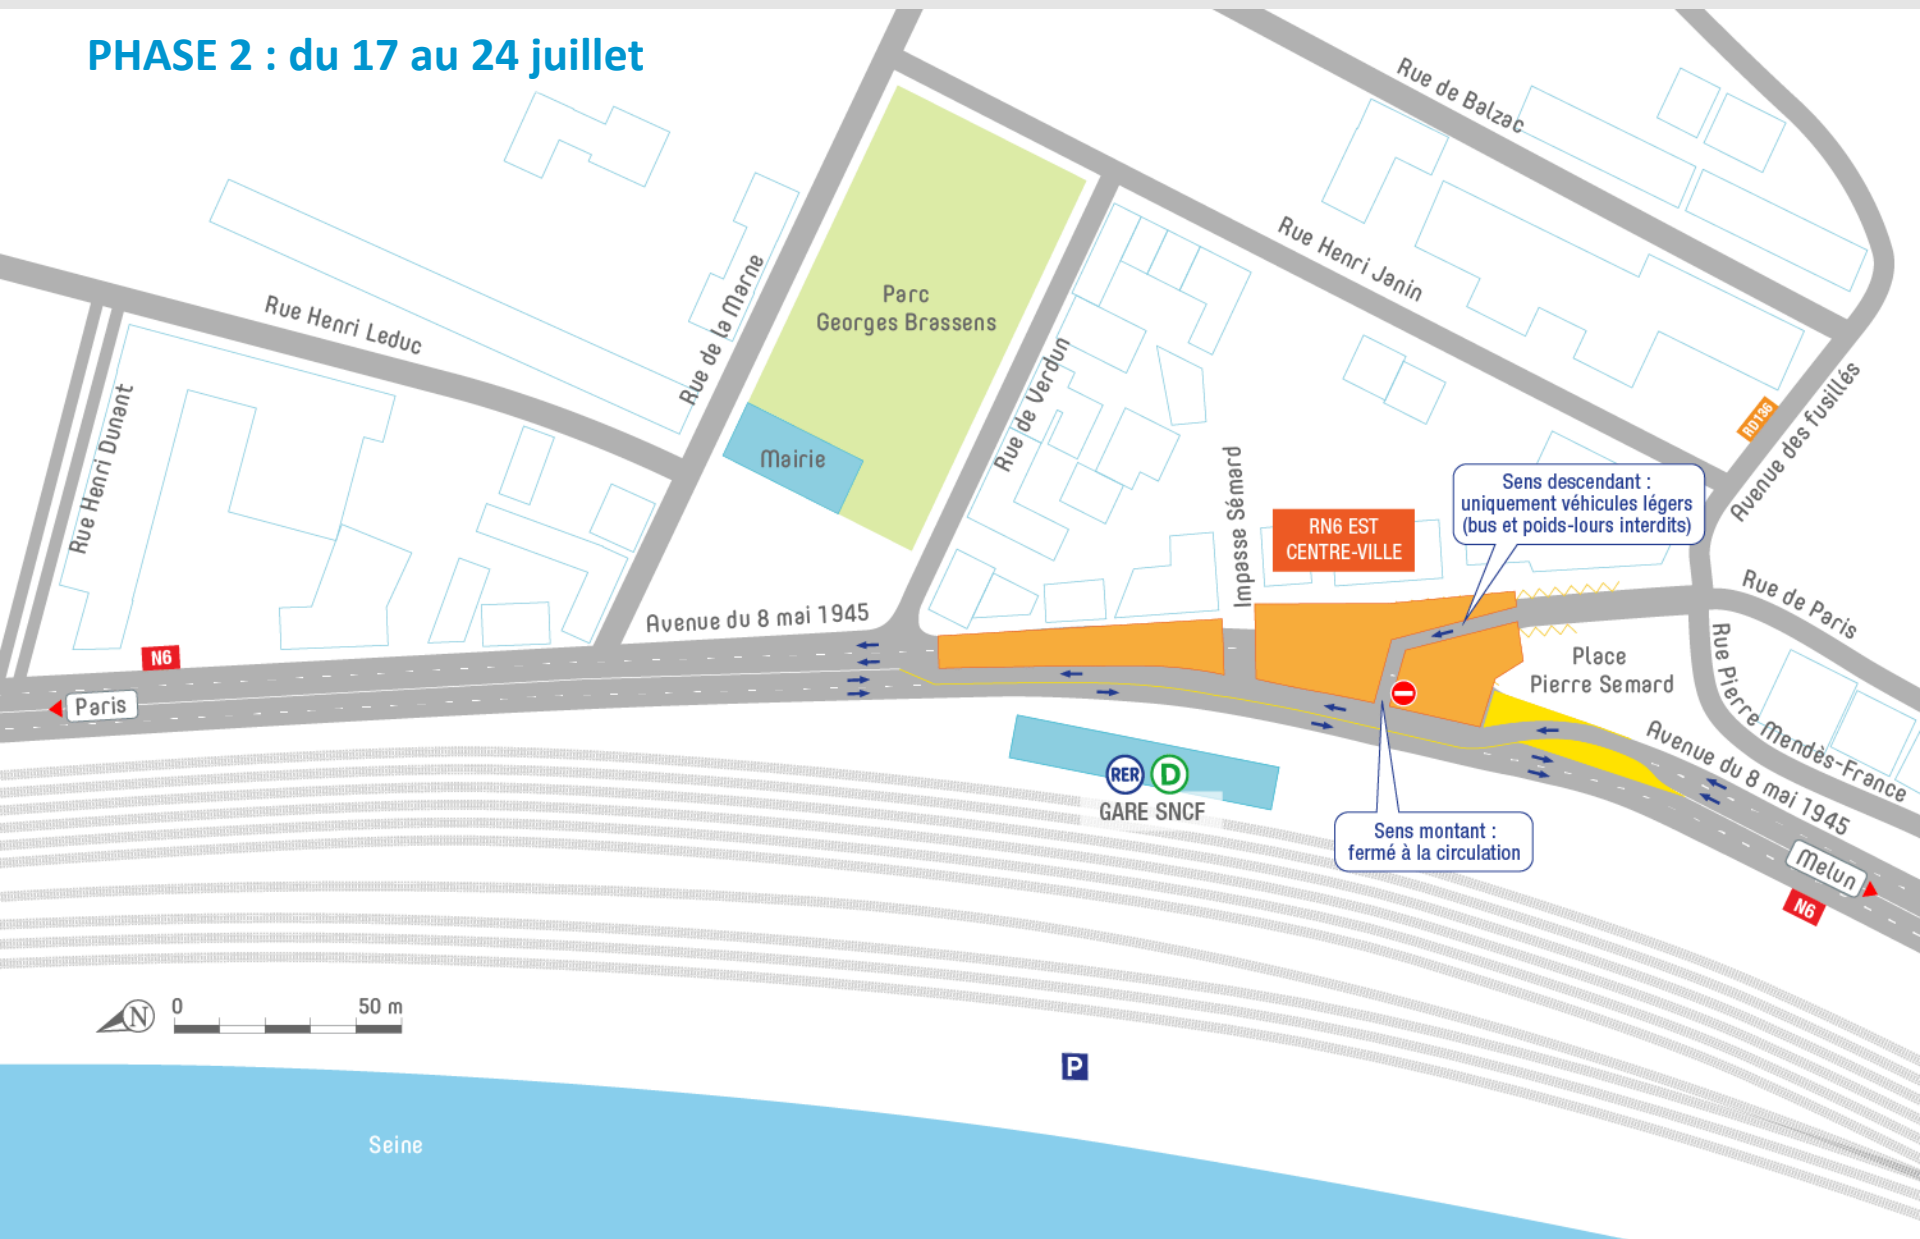 PHASE 2 : du 17 au 24 juillet
Rue de Balzac
Rue Henri Janin
Rue Henri Leduc
Rue de la Marne
Parc
Georges Brassens
Rue de Verdun
Rue Henri Dunant
Mairie
RD136
Avenue des fusillés
Impasse Sémard
RN6 EST
CENTRE-VILLE
Sens descendant :
uniquement véhicules légers
(bus et poids-lours interdits)
Rue de Paris
Avenue du 8 mai 1945
N6
Paris
Place
Pierre Semard
Rue Pierre Mendès-France
Avenue du 8 mai 1945
RER D
GARE SNCF
Sens montant :
fermé à la circulation
Melun
N6
N
0 50 m
P
Seine